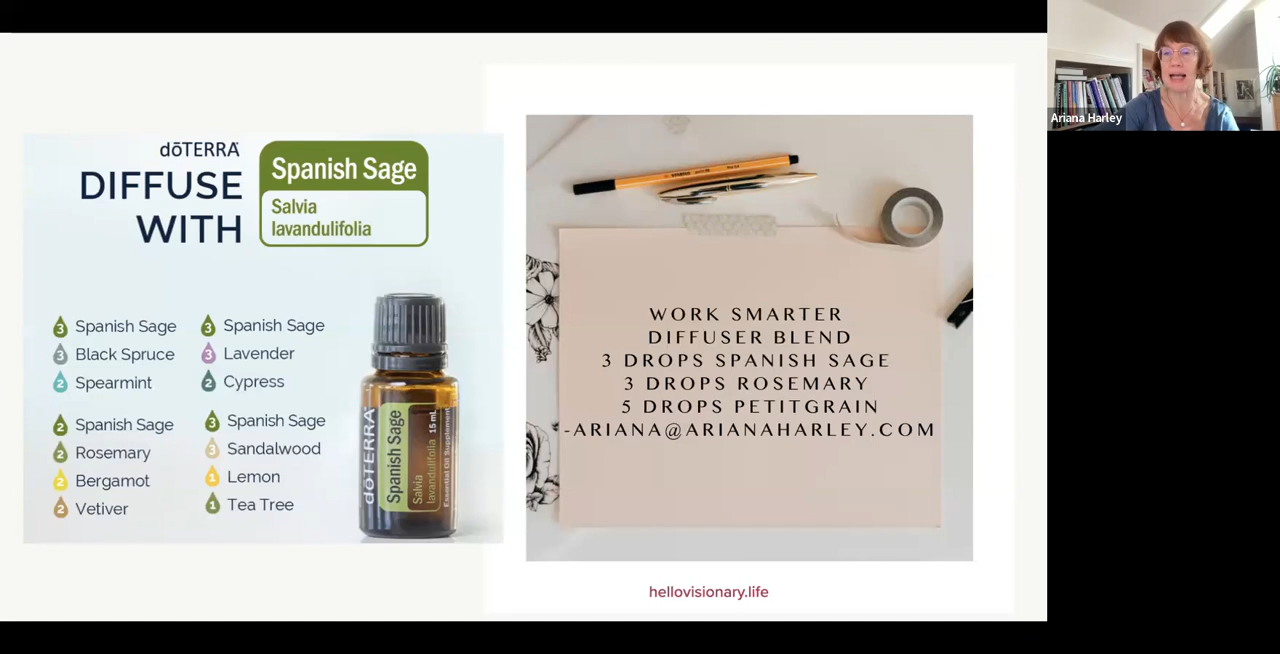 dōTERRA
DIFFUSE
WITH
Spanish Sage
Salvia
lavandulifolia
3 Spanish Sage
3 Black Spruce
2 Spearmint
3 Spanish Sage
3 Lavender
2 Cypress
2 Spanish Sage
2 Rosemary
2 Bergamot
2 Vetiver
3 Spanish Sage
3 Sandalwood
1 Lemon
1 Tea Tree
dōTERRA
Spanish Sage
Salvia
lavandulifolia 15 mL
Essential Oil Supplement
WORK SMARTER
DIFFUSER BLEND
3 DROPS SPANISH SAGE
3 DROPS ROSEMARY
5 DROPS PETITGRAIN
-ARIANA@ARIANAHARLEY.COM
hellovisionary.life
Ariana Harley